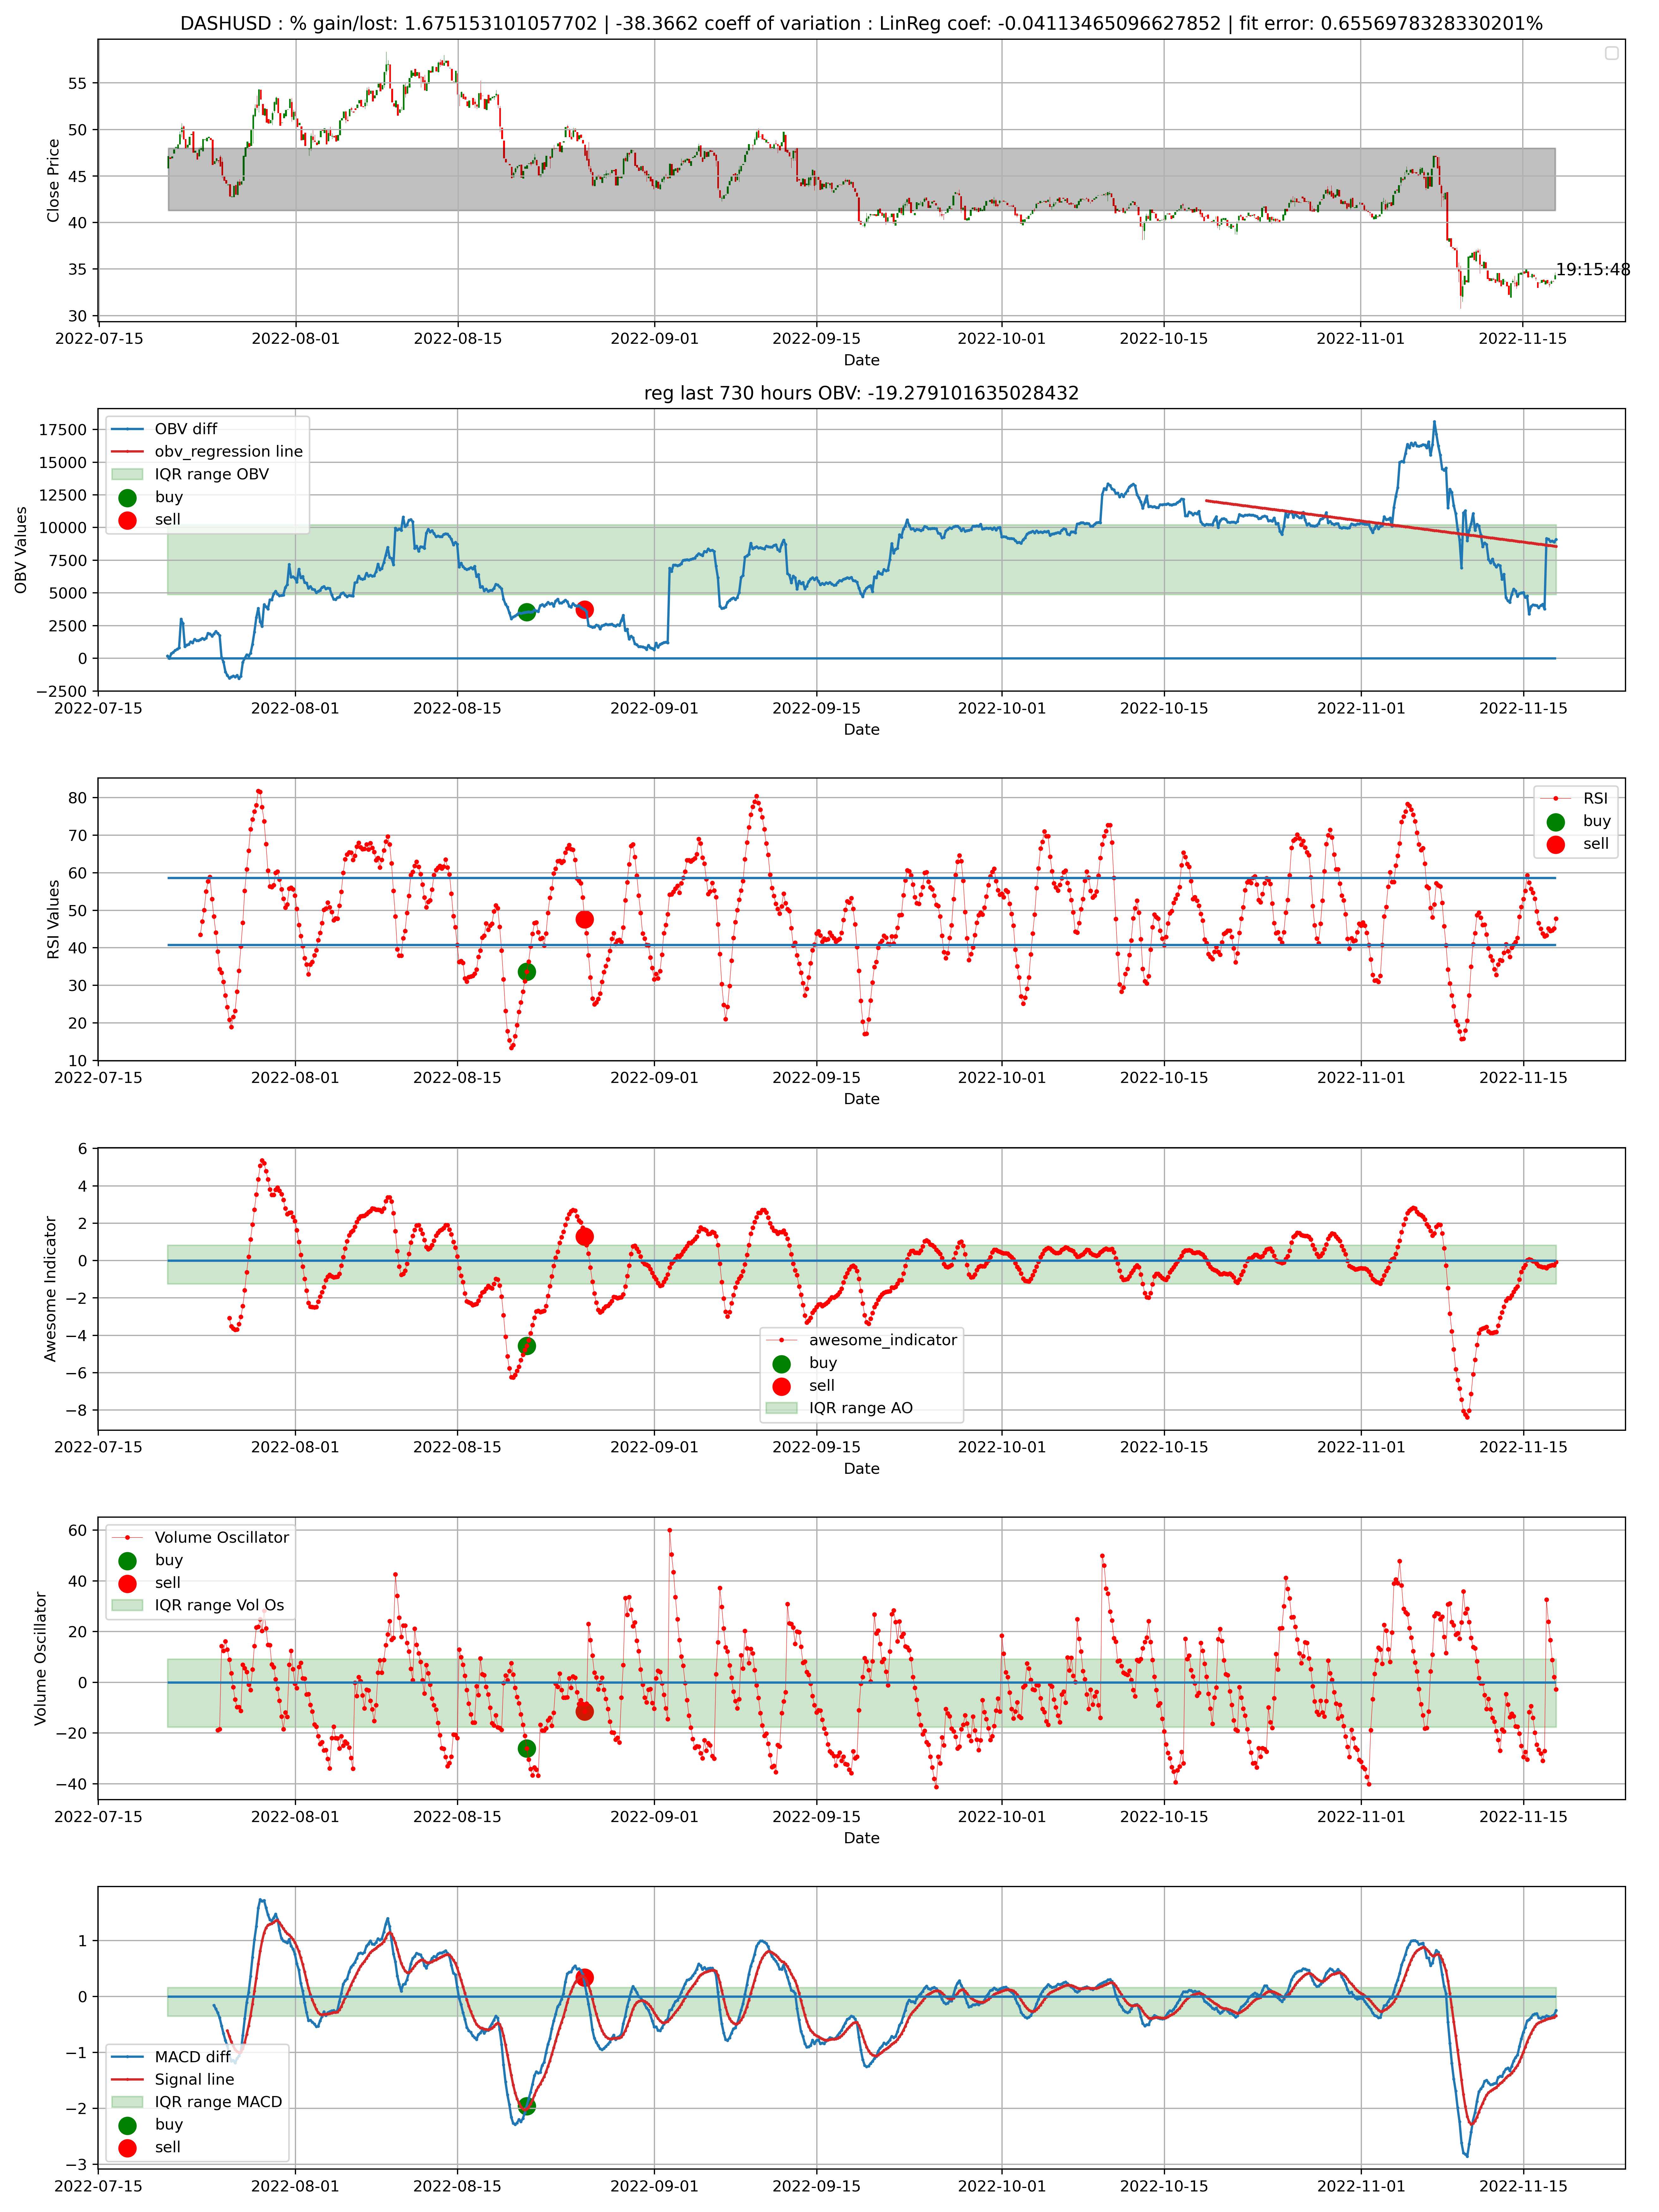 DASHUSD : % gain/lost: 1.675153101057702 | -38.3662 coeff of variation : LinReg coef: -0.04113465096627852 | fit error: 0.6556978328330201%
55
50
45
40
35
30
Close Price
19:15:48
2022-07-15 2022-08-01 2022-08-15 2022-09-01 2022-09-15 2022-10-01 2022-10-15 2022-11-01 2022-11-15
Date
reg last 730 hours OBV: -19.279101635028432
17500
15000
12500
10000
7500
5000
2500
0
−2500
OBV Values
OBV diff
obv_regression line
IQR range OBV
buy
sell
2022-07-15 2022-08-01 2022-08-15 2022-09-01 2022-09-15 2022-10-01 2022-10-15 2022-11-01 2022-11-15
Date
80
70
60
50
40
30
20
10
RSI Values
RSI
buy
sell
2022-07-15 2022-08-01 2022-08-15 2022-09-01 2022-09-15 2022-10-01 2022-10-15 2022-11-01 2022-11-15
Date
6
4
2
0
−2
−4
−6
−8
Awesome Indicator
awesome_indicator
buy
sell
IQR range AO
2022-07-15 2022-08-01 2022-08-15 2022-09-01 2022-09-15 2022-10-01 2022-10-15 2022-11-01 2022-11-15
Date
60
40
20
0
−20
−40
Volume Oscillator
Volume Oscillator
buy
sell
IQR range Vol Os
2022-07-15 2022-08-01 2022-08-15 2022-09-01 2022-09-15 2022-10-01 2022-10-15 2022-11-01 2022-11-15
Date
1
0
−1
−2
−3
MACD diff
Signal line
IQR range MACD
buy
sell
2022-07-15 2022-08-01 2022-08-15 2022-09-01 2022-09-15 2022-10-01 2022-10-15 2022-11-01 2022-11-15